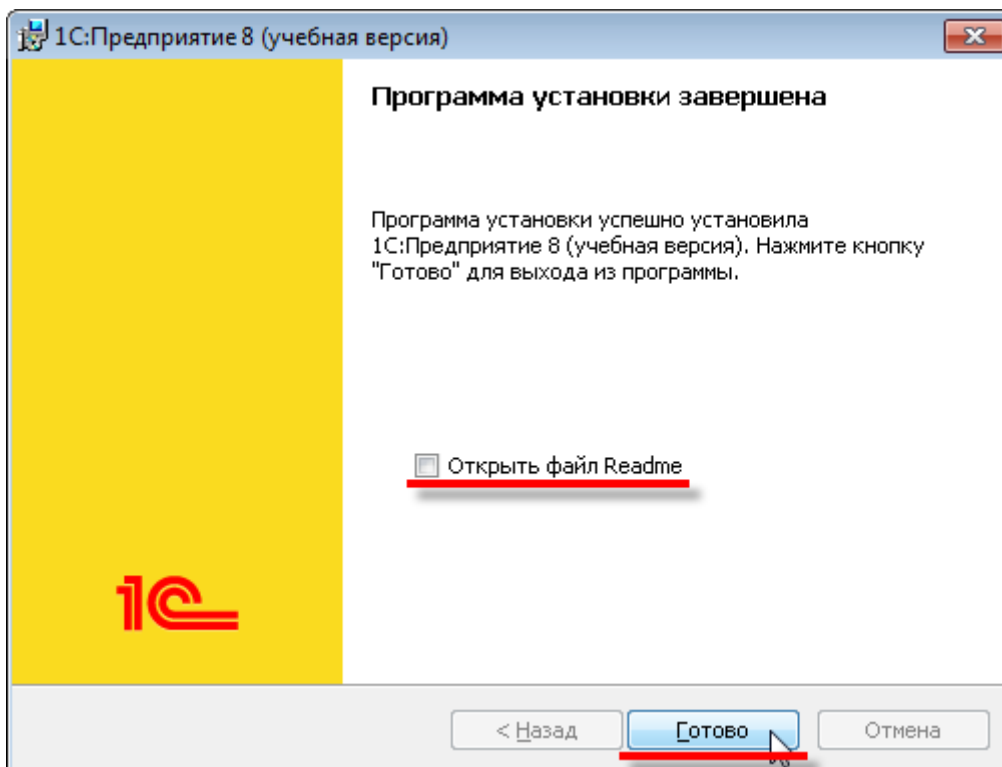 1С:Предприятие 8 (учебная версия)
Программа установки завершена
Программа установки успешно установила
1С:Предприятие 8 (учебная версия). Нажмите кнопку
"Готово" для выхода из программы.
Открыть файл Readme
1С
< Назад
Готово
Отмена